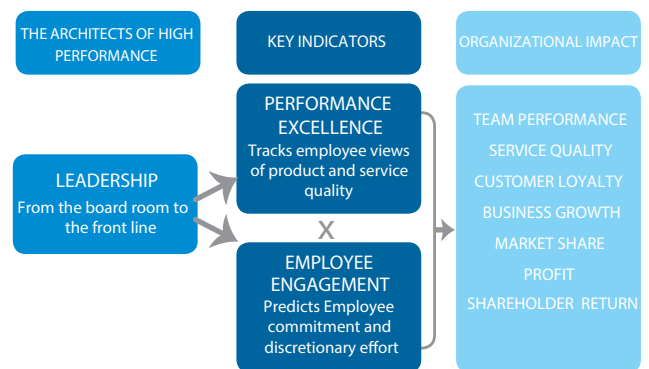 THE ARCHITECTS OF HIGH
PERFORMANCE
KEY INDICATORS
ORGANIZATIONAL IMPACT
LEADERSHIP
From the board room to
the front line
PERFORMANCE
EXCELLENCE
Tracks employee views
of product and service
quality
X
EMPLOYEE
ENGAGEMENT
Predicts Employee
commitment and
discretionary effort
TEAM PERFORMANCE
SERVICE QUALITY
CUSTOMER LOYALTY
BUSINESS GROWTH
MARKET SHARE
PROFIT
SHAREHOLDER RETURN